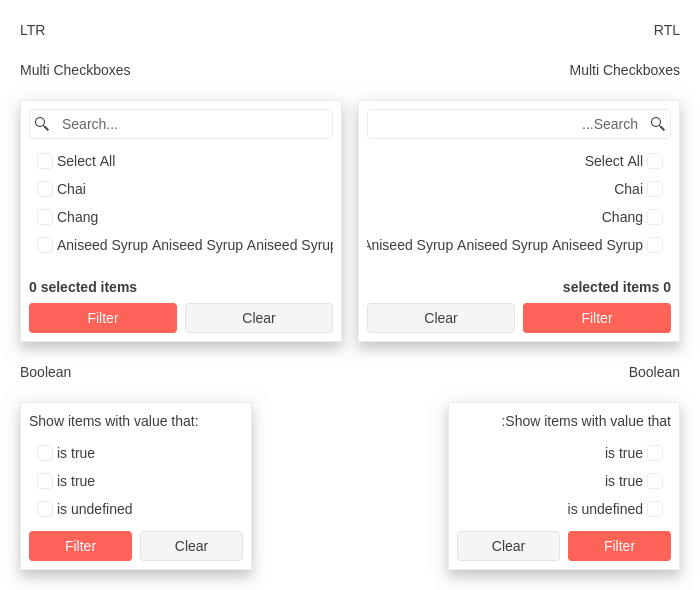 LTR
Multi Checkboxes
Search...
Select All
Chai
Chang
Aniseed Syrup Aniseed Syrup Aniseed Syrup
0 selected items
Filter Clear
Boolean
Show items with value that:
is true
is true
is undefined
Filter Clear
RTL
Multi Checkboxes
...Search
Select All
Chai
Chang
Aniseed Syrup Aniseed Syrup Aniseed Syrup
selected items 0
Clear Filter
Boolean
:Show items with value that
is true
is true
is undefined
Clear Filter